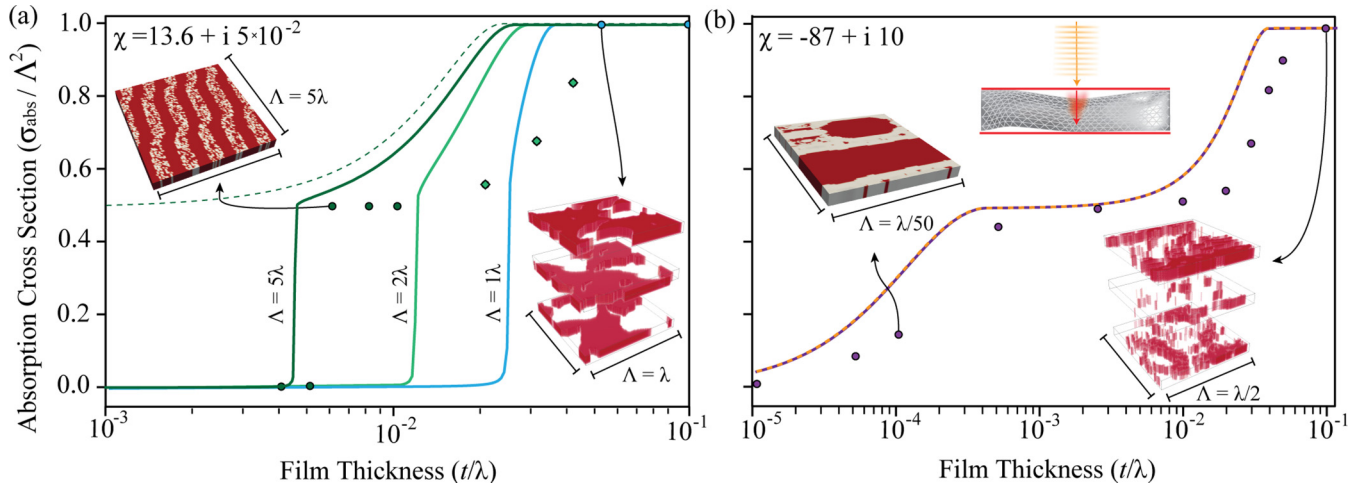 (a)
χ =13.6 + i 5*10⁻²
Absorption Cross Section (σabs / Λ²)
1.0
0.8
0.6
0.4
0.2
0.0
Λ = 5λ
Λ = 5λ
Λ = 2λ
Λ = 1λ
Λ = λ
10⁻³
10⁻²
10⁻¹
Film Thickness (t/λ)
(b)
χ = -87 + i 10
Λ = λ/50
Λ = λ/2
10⁻⁵
10⁻⁴
10⁻³
10⁻²
10⁻¹
Film Thickness (t/λ)